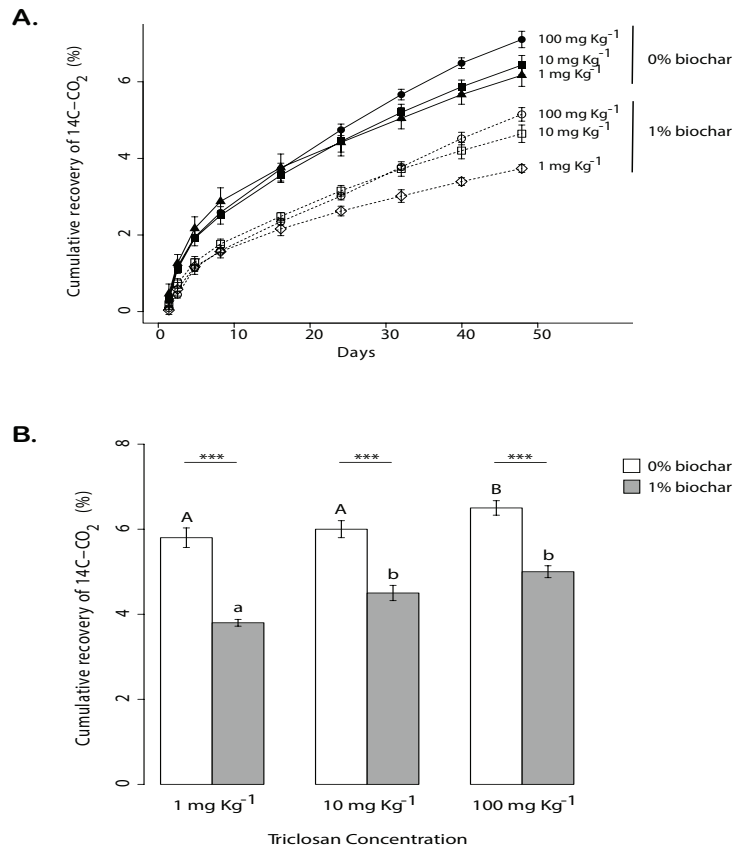 A.
Cumulative recovery of 14C–CO2 (%)
0 2 4 6
0 10 20 30 40 50
Days
100 mg Kg-1
10 mg Kg-1
1 mg Kg-1
0% biochar
100 mg Kg-1
10 mg Kg-1
1 mg Kg-1
1% biochar
B.
Cumulative recovery of 14C–CO2 (%)
0 2 4 6 8
*** *** ***
A A B
a b b
0% biochar
1% biochar
1 mg Kg-1 10 mg Kg-1 100 mg Kg-1
Triclosan Concentration